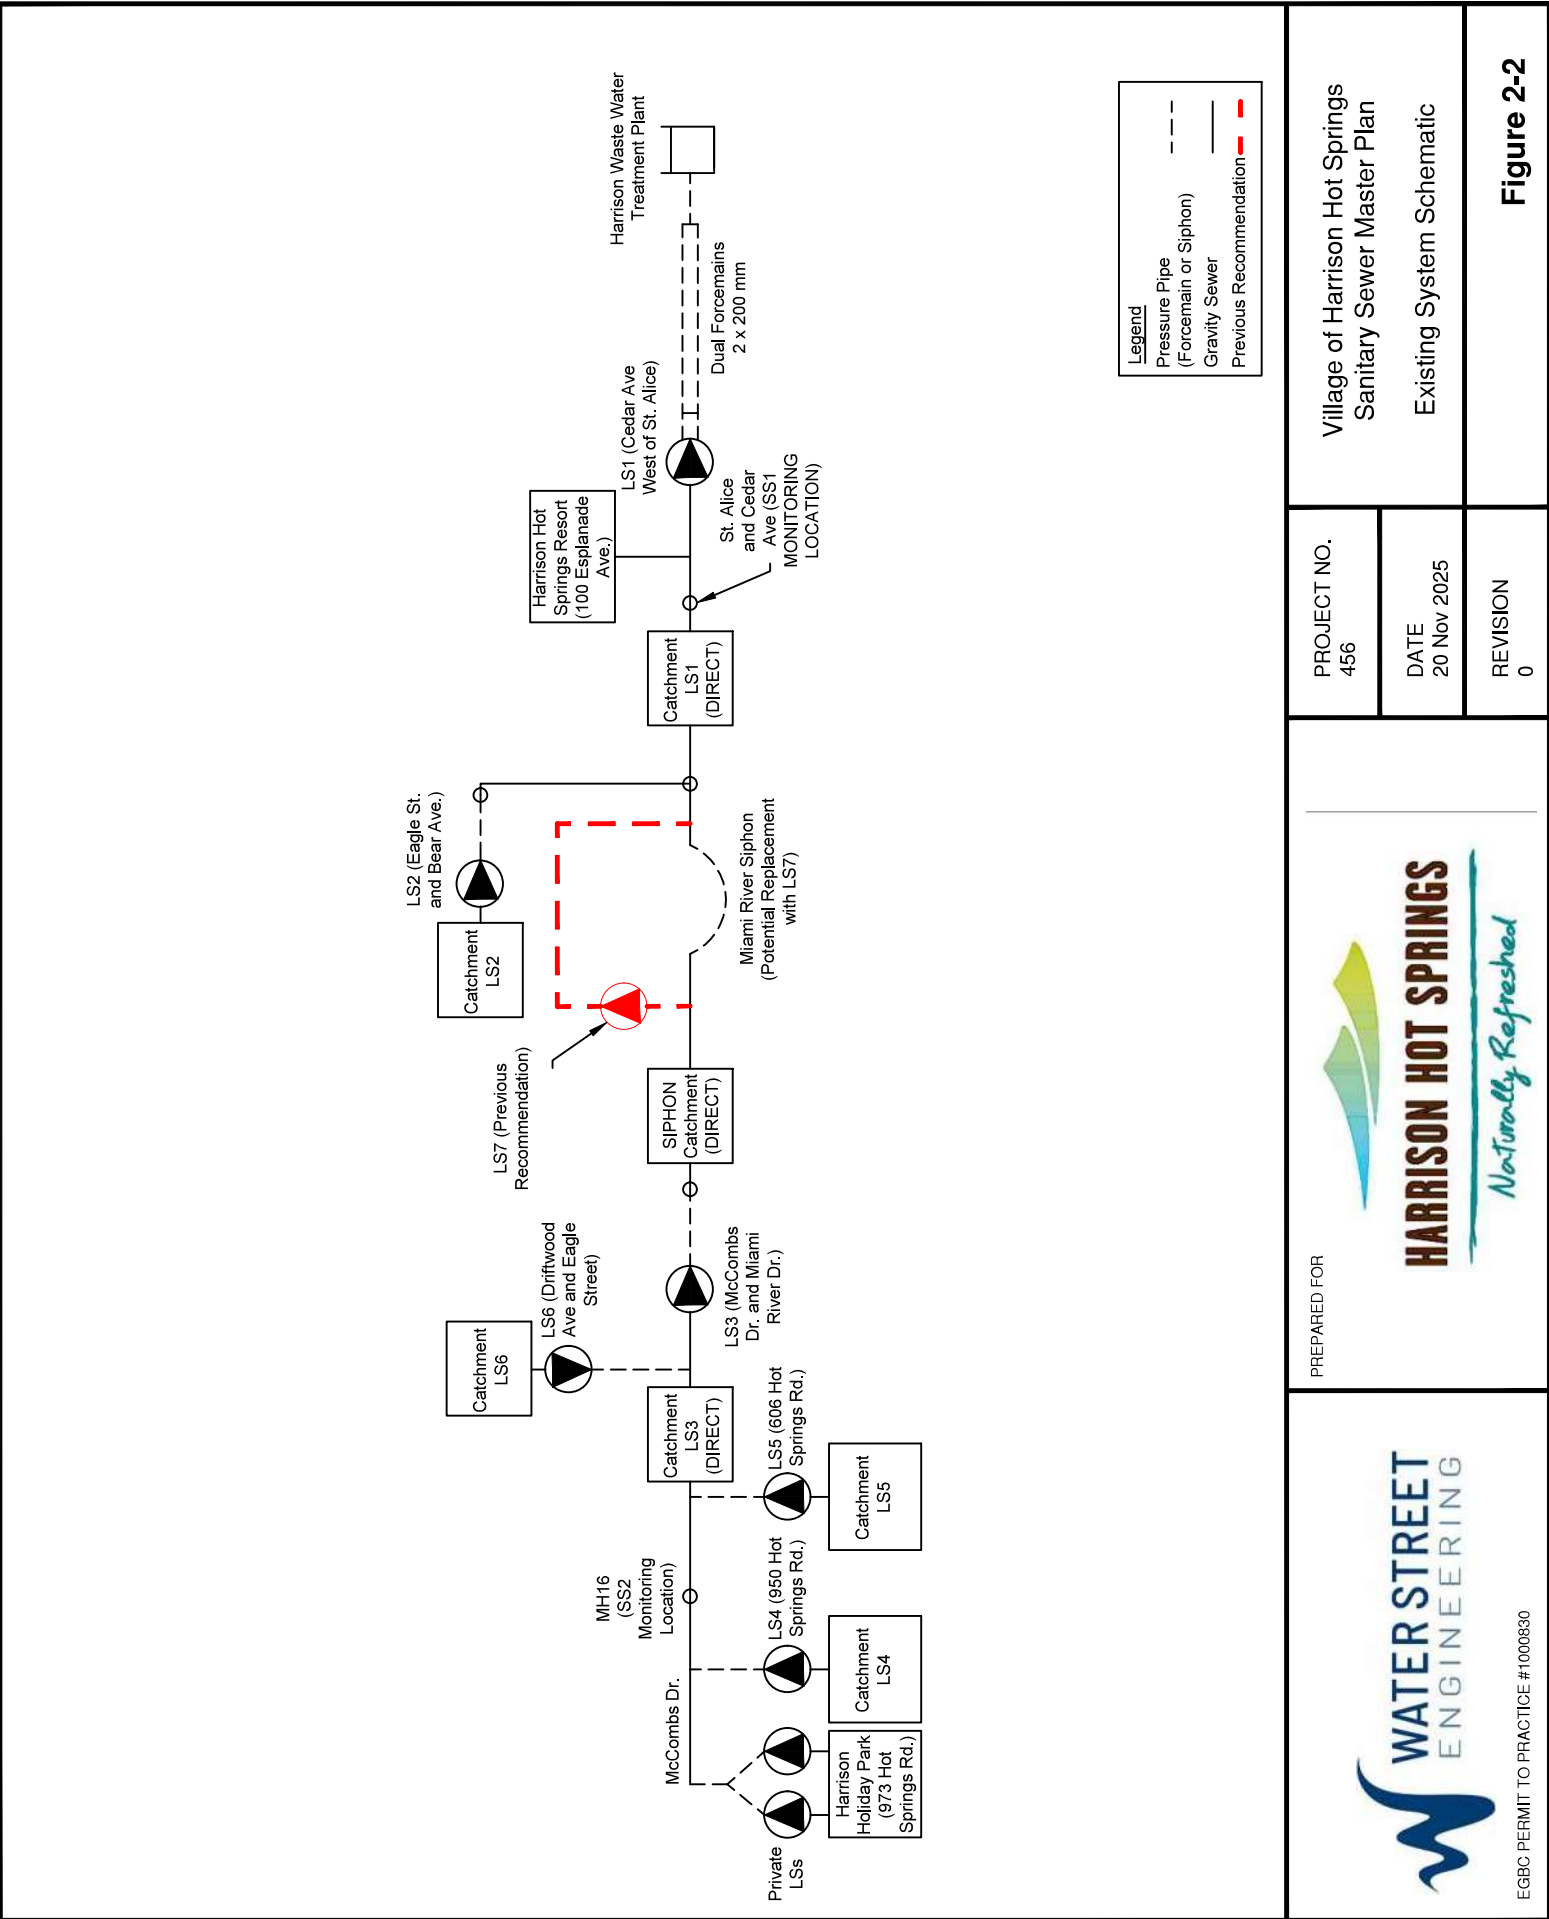 Private
LSs
Harrison
Holiday Park
(973 Hot
Springs Rd.)
McCombs Dr.
LS4 (950 Hot
Springs Rd.)
Catchment
LS4
MH16
(SS2
Monitoring
Location)
LS5 (606 Hot
Springs Rd.)
Catchment
LS5
Catchment
LS3
(DIRECT)
Catchment
LS6
LS6 (Driftwood
Ave and Eagle
Street)
LS3 (McCombs
Dr. and Miami
River Dr.)
SIPHON
Catchment
(DIRECT)
LS7 (Previous
Recommendation)
Catchment
LS2
LS2 (Eagle St.
and Bear Ave.)
Miami River Siphon
(Potential Replacement
with LS7)
Catchment
LS1
(DIRECT)
Harrison Hot
Springs Resort
(100 Esplanade
Ave.)
St. Alice
and Cedar
Ave (SS1
MONITORING
LOCATION)
LS1 (Cedar Ave
West of St. Alice)
Dual Forcemains
2 x 200 mm
Harrison Waste Water
Treatment Plant
Legend
Pressure Pipe
(Forcemain or Siphon)
Gravity Sewer
Previous Recommendation
WATER STREET
ENGINEERING
EGBC PERMIT TO PRACTICE #1000830
PREPARED FOR
HARRISON HOT SPRINGS
Naturally Refreshed
PROJECT NO.
456
DATE
20 Nov 2025
REVISION
0
Village of Harrison Hot Springs
Sanitary Sewer Master Plan
Existing System Schematic
Figure 2-2